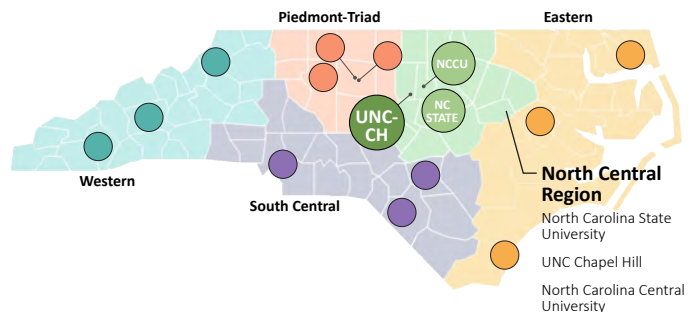 Piedmont-Triad
Eastern
NCCU
UNC-
CH
NC
STATE
North Central
Region
North Carolina State
University
UNC Chapel Hill
North Carolina Central
University
Western
South Central